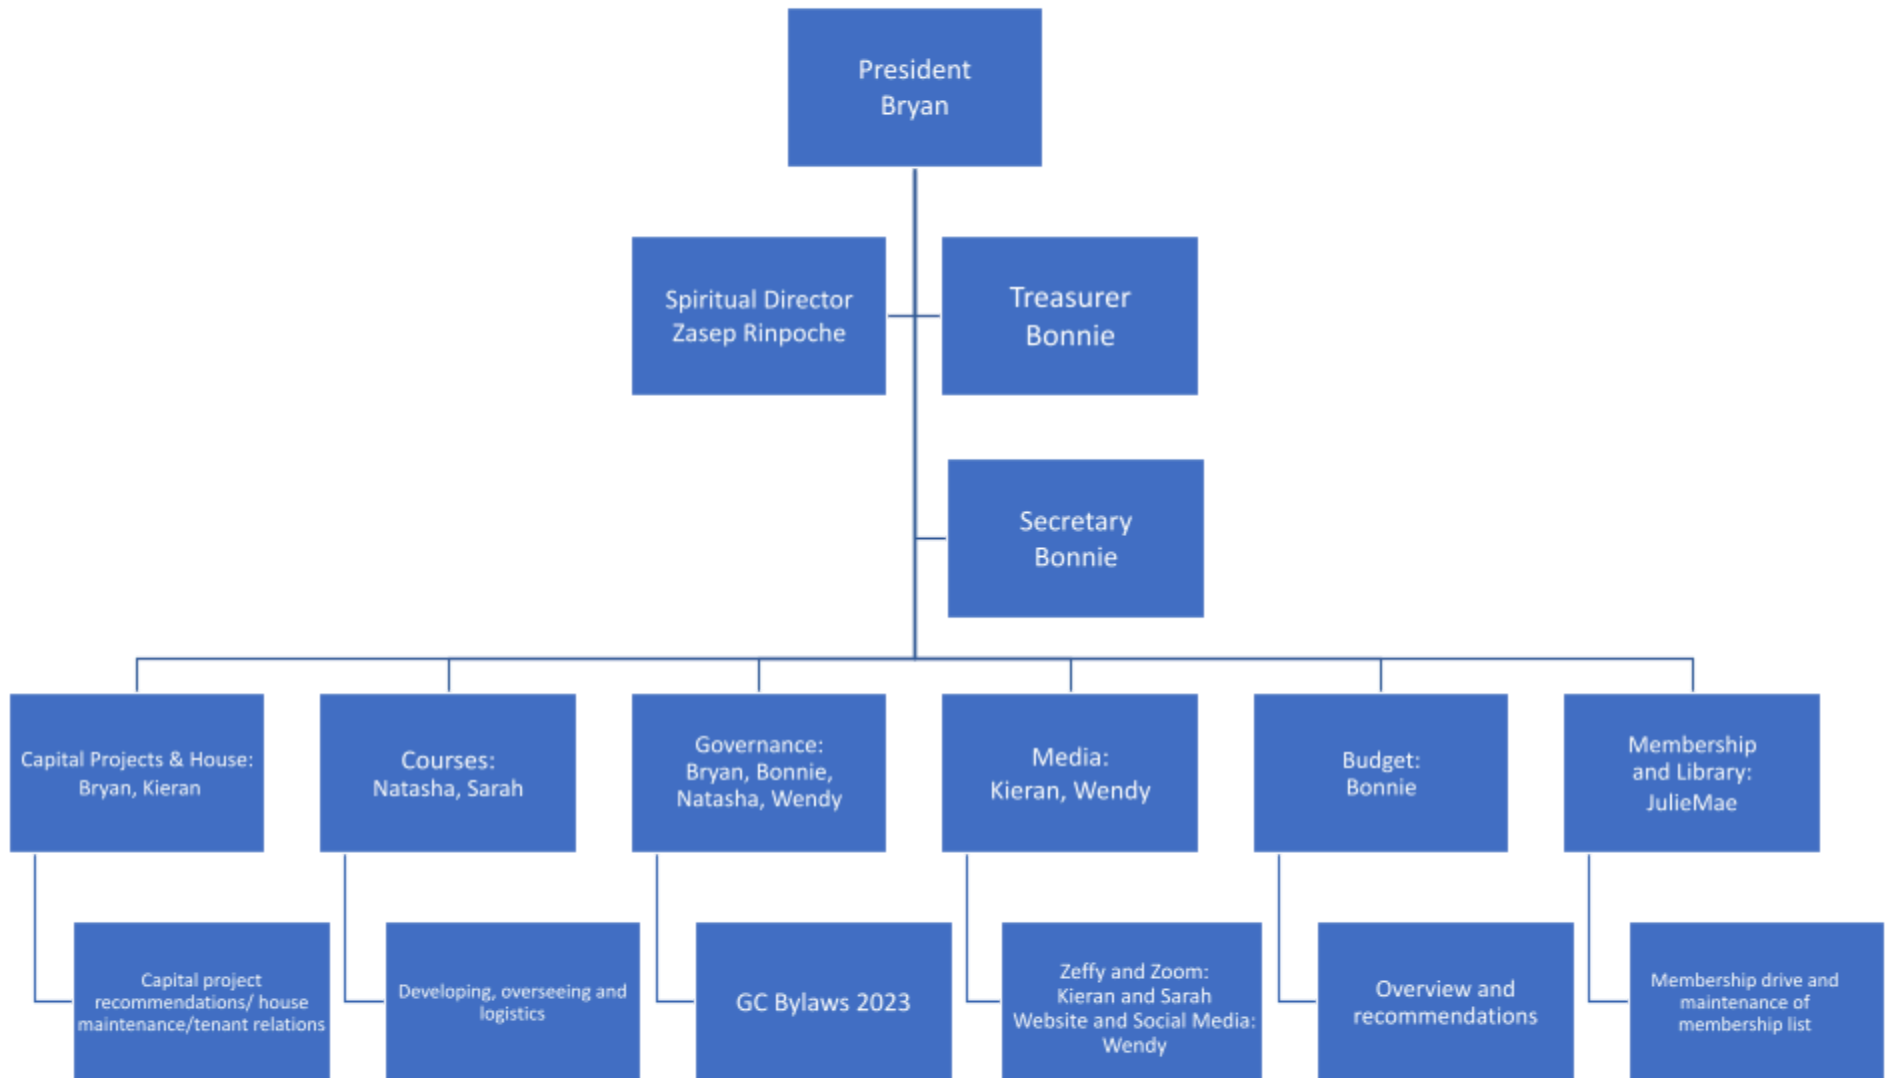 President
Bryan
Spiritual Director
Zasep Rinpoche
Treasurer
Bonnie
Secretary
Bonnie
Capital Projects & House:
Bryan, Kieran
Courses:
Natasha, Sarah
Governance:
Bryan, Bonnie,
Natasha, Wendy
Media:
Kieran, Wendy
Budget:
Bonnie
Membership
and Library:
JulieMae
Capital project
recommendations/ house
maintenance/tenant relations
Developing, overseeing and
logistics
GC Bylaws 2023
Zeffy and Zoom:
Kieran and Sarah
Website and Social Media:
Wendy
Overview and
recommendations
Membership drive and
maintenance of
membership list